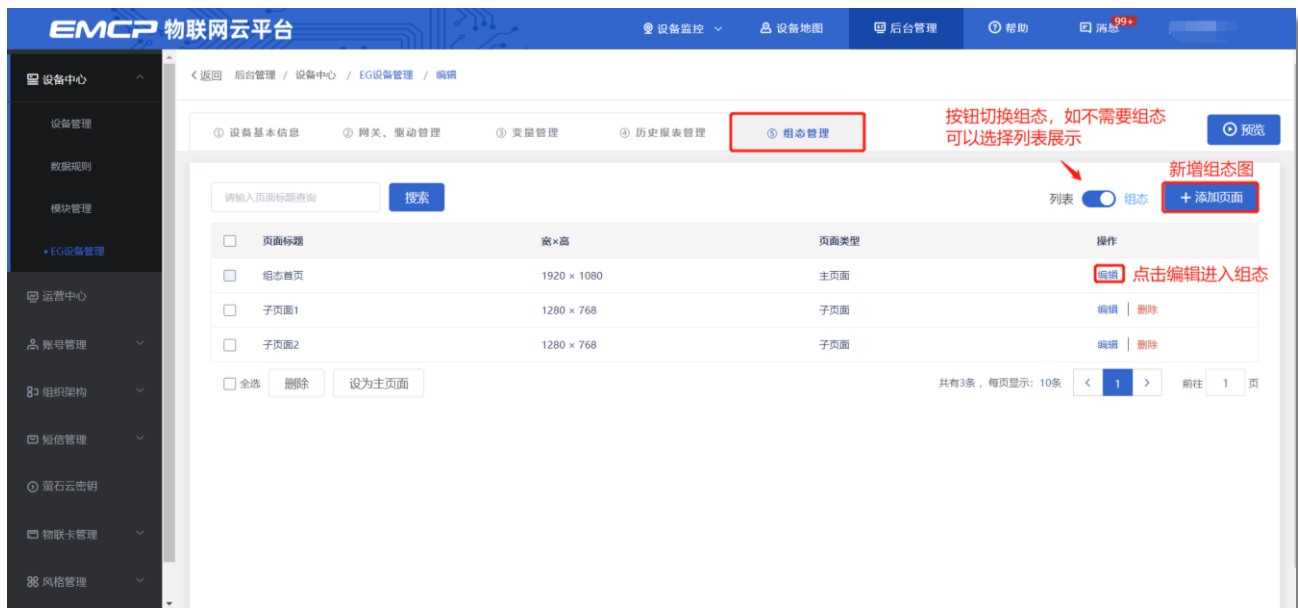 EMCP 物联网云平台 设备监控 设备地图 后台管理 帮助 消息 99+
设备中心
设备管理
数据规则
模块管理
EG设备管理
运营中心
账号管理
组织架构
短信管理
萤石云密钥
物联卡管理
风格管理
<返回 后台管理 / 设备中心 / EG设备管理 / 编辑
① 设备基本信息 ② 网关、驱动管理 ③ 变量管理 ④ 历史报表管理 ⑤ 组态管理
按钮切换组态，如不需要组态
可以选择列表展示
预览
新增组态图
请输入页面标题查询 搜索 列表 组态 + 添加页面
页面标题 宽×高 页面类型 操作
组态首页 1920 × 1080 主页面 编辑 点击编辑进入组态
子页面1 1280 × 768 子页面 编辑 | 删除
子页面2 1280 × 768 子页面 编辑 | 删除
全选 删除 设为主页面 共有3条，每页显示: 10条 < 1 > 前往 1 页